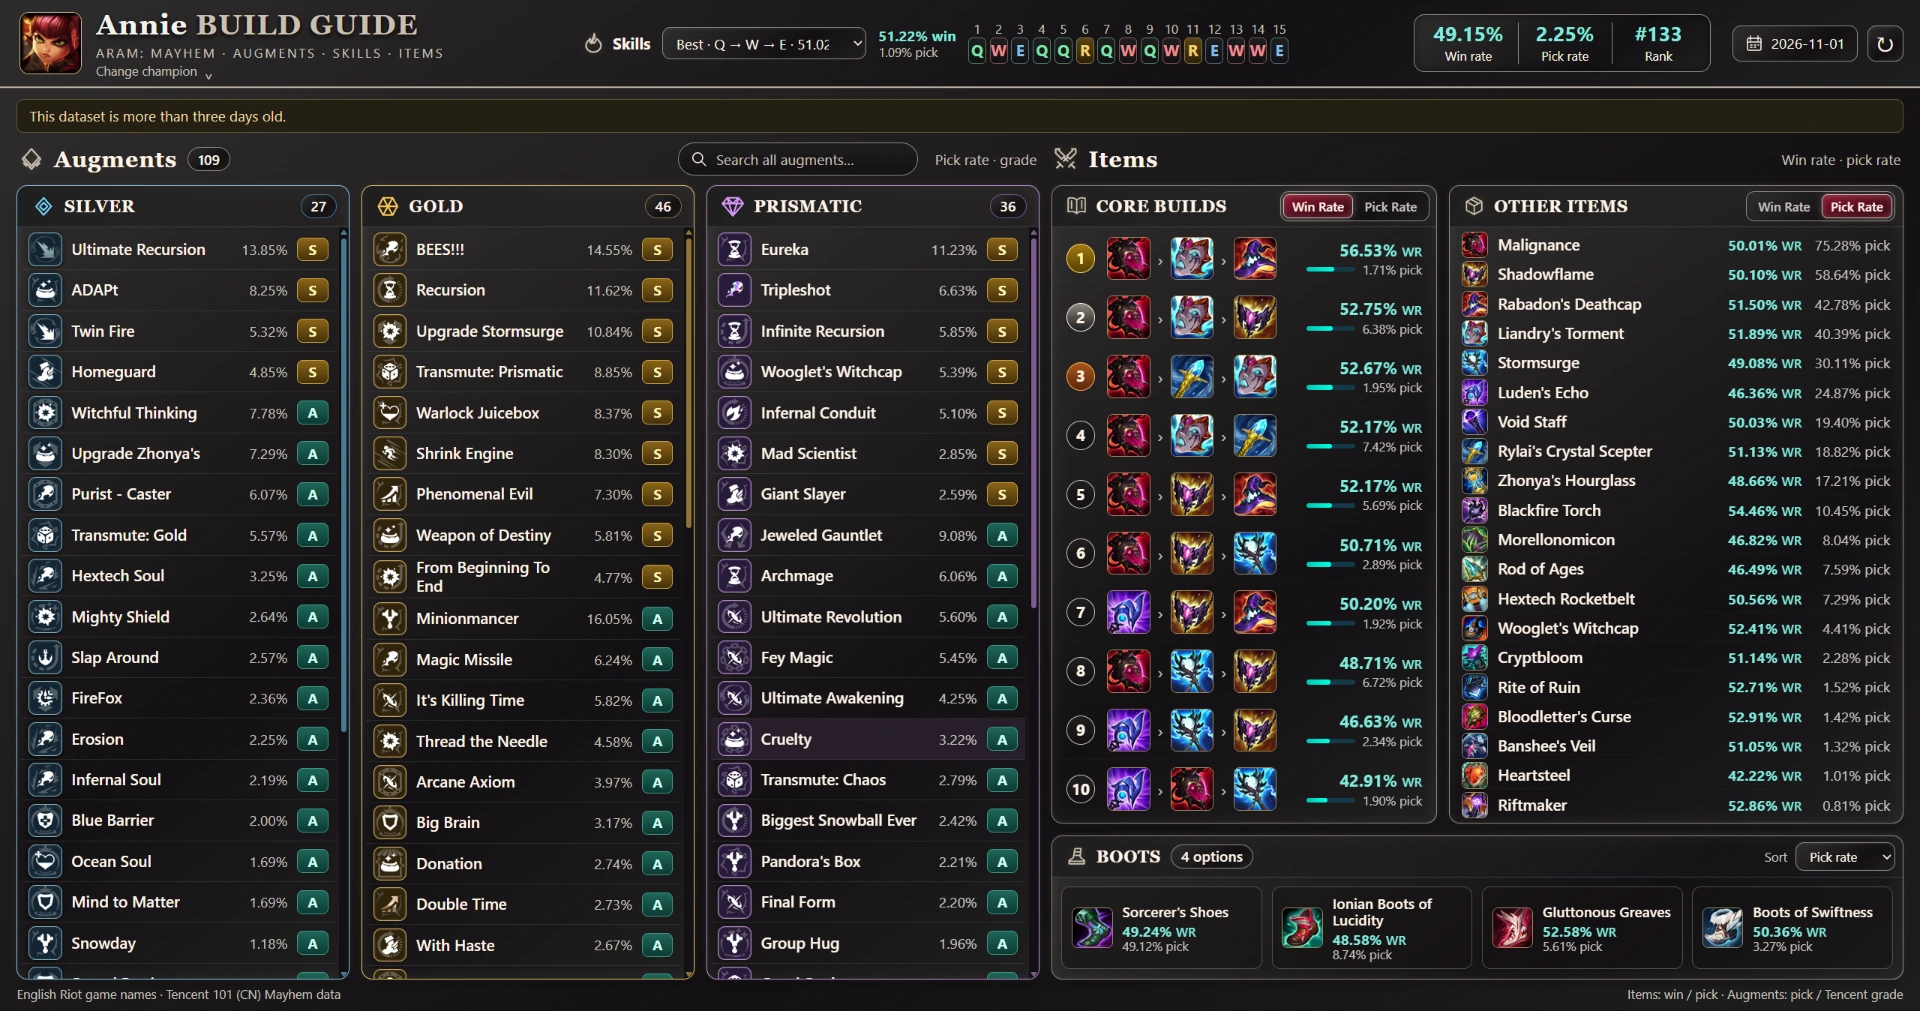 Annie BUILD GUIDE
ARAM: MAYHEM · AUGMENTS · SKILLS · ITEMS
Change champion
Skills
Best · Q → W → E · 51.02
51.22% win
1.09% pick
1 2 3 4 5 6 7 8 9 10 11 12 13 14 15
Q W E Q Q R Q W Q W R E W W E
49.15% Win rate
2.25% Pick rate
#133 Rank
2026-11-01
This dataset is more than three days old.
Augments 109
Search all augments...
Pick rate · grade
SILVER 27
Ultimate Recursion 13.85% S
ADAPt 8.25% S
Twin Fire 5.32% S
Homeguard 4.85% S
Witchful Thinking 7.78% A
Upgrade Zhonya's 7.29% A
Purist - Caster 6.07% A
Transmute: Gold 5.57% A
Hextech Soul 3.25% A
Mighty Shield 2.64% A
Slap Around 2.57% A
FireFox 2.36% A
Erosion 2.25% A
Infernal Soul 2.19% A
Blue Barrier 2.00% A
Ocean Soul 1.69% A
Mind to Matter 1.69% A
Snowday 1.18% A
GOLD 46
BEES!!! 14.55% S
Recursion 11.62% S
Upgrade Stormsurge 10.84% S
Transmute: Prismatic 8.85% S
Warlock Juicebox 8.37% S
Shrink Engine 8.30% S
Phenomenal Evil 7.30% S
Weapon of Destiny 5.81% S
From Beginning To
End 4.77% S
Minionmancer 16.05% A
Magic Missile 6.24% A
It's Killing Time 5.82% A
Thread the Needle 4.58% A
Arcane Axiom 3.97% A
Big Brain 3.17% A
Donation 2.74% A
Double Time 2.73% A
With Haste 2.67% A
PRISMATIC 36
Eureka 11.23% S
Tripleshot 6.63% S
Infinite Recursion 5.85% S
Wooglet's Witchcap 5.39% S
Infernal Conduit 5.10% S
Mad Scientist 2.85% S
Giant Slayer 2.59% S
Jeweled Gauntlet 9.08% A
Archmage 6.06% A
Ultimate Revolution 5.60% A
Fey Magic 5.45% A
Ultimate Awakening 4.25% A
Cruelty 3.22% A
Transmute: Chaos 2.79% A
Biggest Snowball Ever 2.42% A
Pandora's Box 2.21% A
Final Form 2.20% A
Group Hug 1.96% A
Items
Win rate · pick rate
CORE BUILDS Win Rate Pick Rate
1 56.53% WR
1.71% pick
2 52.75% WR
6.38% pick
3 52.67% WR
1.95% pick
4 52.17% WR
7.42% pick
5 52.17% WR
5.69% pick
6 50.71% WR
2.89% pick
7 50.20% WR
1.92% pick
8 48.71% WR
6.72% pick
9 46.63% WR
2.34% pick
10 42.91% WR
1.90% pick
OTHER ITEMS Win Rate Pick Rate
Malignance 50.01% WR 75.28% pick
Shadowflame 50.10% WR 58.64% pick
Rabadon's Deathcap 51.50% WR 42.78% pick
Liandry's Torment 51.89% WR 40.39% pick
Stormsurge 49.08% WR 30.11% pick
Luden's Echo 46.36% WR 24.87% pick
Void Staff 50.03% WR 19.40% pick
Rylai's Crystal Scepter 51.13% WR 18.82% pick
Zhonya's Hourglass 48.66% WR 17.21% pick
Blackfire Torch 54.46% WR 10.45% pick
Morellonomicon 46.82% WR 8.04% pick
Rod of Ages 46.49% WR 7.59% pick
Hextech Rocketbelt 50.56% WR 7.29% pick
Wooglet's Witchcap 52.41% WR 4.41% pick
Cryptbloom 51.14% WR 2.28% pick
Rite of Ruin 52.71% WR 1.52% pick
Bloodletter's Curse 52.91% WR 1.42% pick
Banshee's Veil 51.05% WR 1.32% pick
Heartsteel 42.22% WR 1.01% pick
Riftmaker 52.86% WR 0.81% pick
BOOTS 4 options
Sort Pick rate
Sorcerer's Shoes
49.24% WR
49.12% pick
Ionian Boots of
Lucidity
48.58% WR
8.74% pick
Gluttonous Greaves
52.58% WR
5.61% pick
Boots of Swiftness
50.36% WR
3.27% pick
English Riot game names · Tencent 101 (CN) Mayhem data
Items: win / pick · Augments: pick / Tencent grade